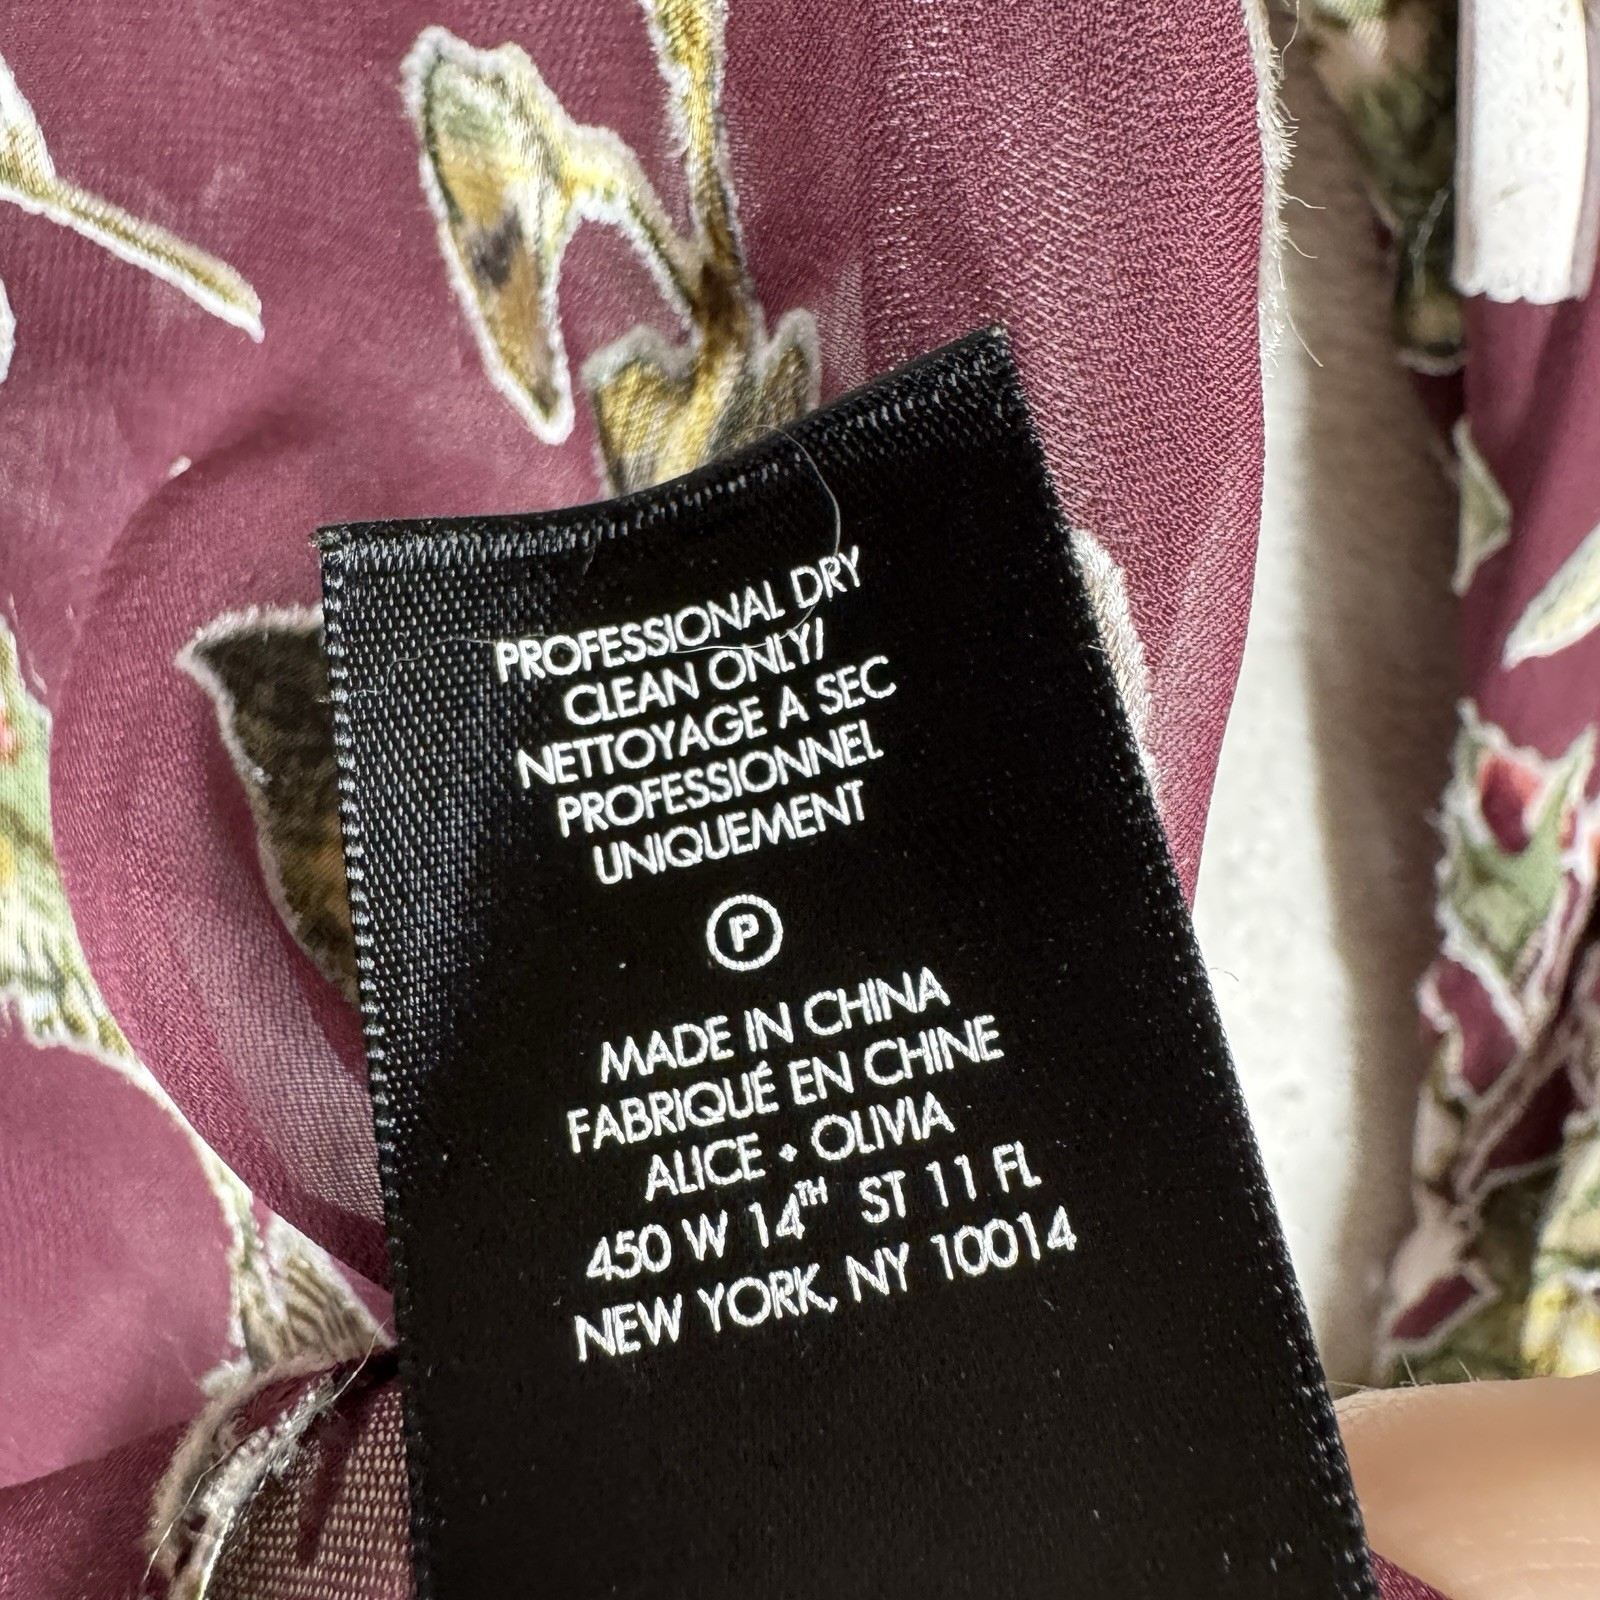 PROFESSIONAL DRY
CLEAN ONLY/
NETTOYAGE A SEC
PROFESSIONNEL
UNIQUEMENT
P
MADE IN CHINA
FABRIQUÉ EN CHINE
ALICE + OLIVIA
450 W 14TH ST 11 FL
NEW YORK, NY 10014